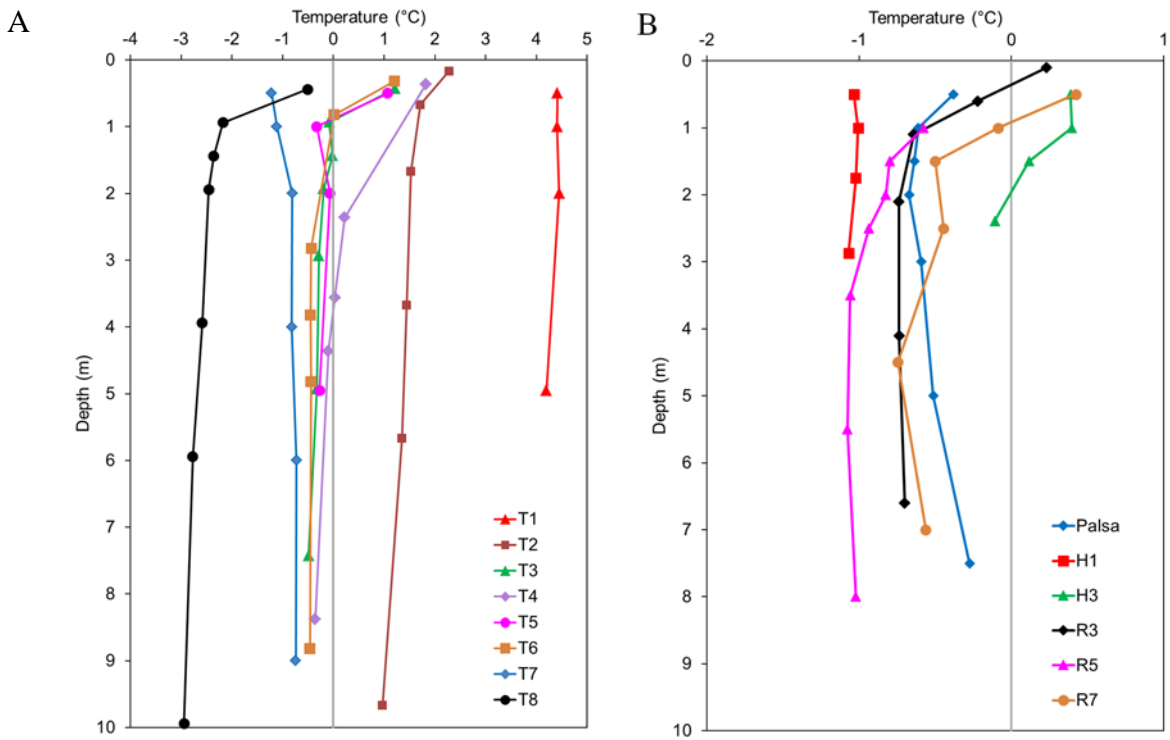 A
Temperature (°C)
-4 -3 -2 -1 0 1 2 3 4 5
0
1
2
3
4
5
6
7
8
9
10
Depth (m)
T1
T2
T3
T4
T5
T6
T7
T8
B
Temperature (°C)
-2 -1 0 1
0
1
2
3
4
5
6
7
8
9
10
Depth (m)
Palsa
H1
H3
R3
R5
R7